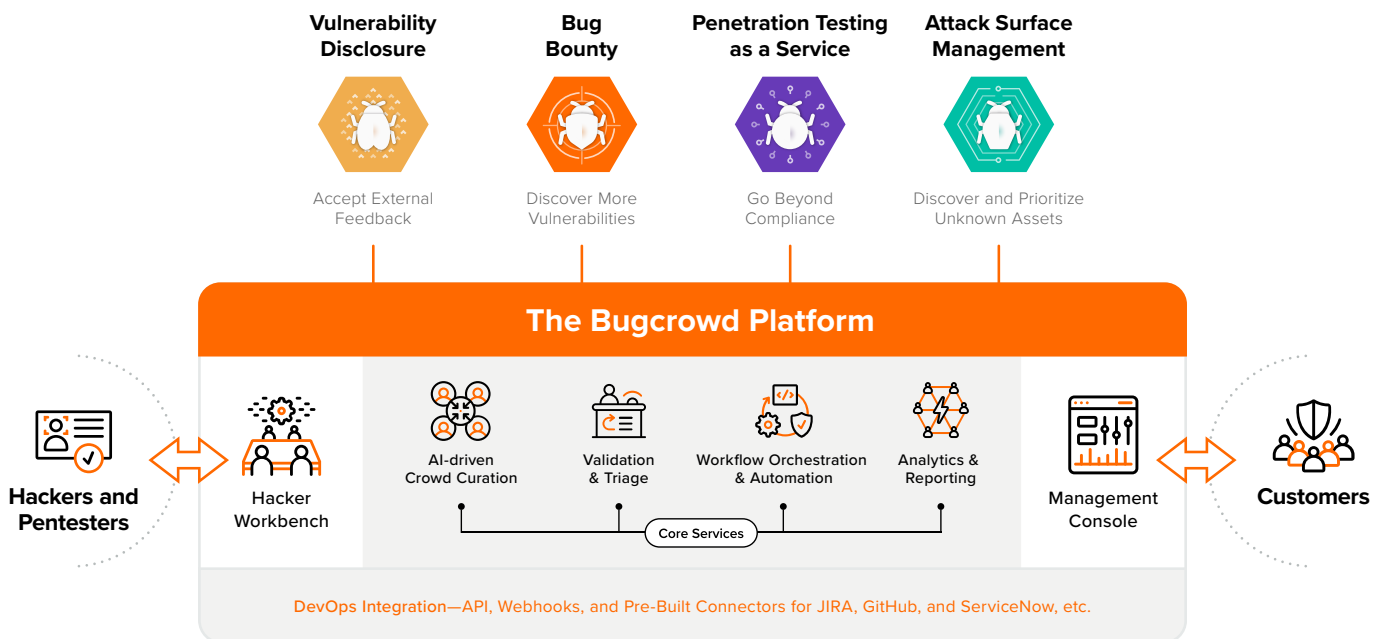 Vulnerability
Disclosure
Bug
Bounty
Penetration Testing
as a Service
Attack Surface
Management
Accept External
Feedback
Discover More
Vulnerabilities
Go Beyond
Compliance
Discover and Prioritize
Unknown Assets
The Bugcrowd Platform
Hackers and
Pentesters
Hacker
Workbench
AI-driven
Crowd Curation
Validation
& Triage
</>
Workflow Orchestration
& Automation
Analytics &
Reporting
Core Services
Management
Console
Customers
DevOps Integration—API, Webhooks, and Pre-Built Connectors for JIRA, GitHub, and ServiceNow, etc.